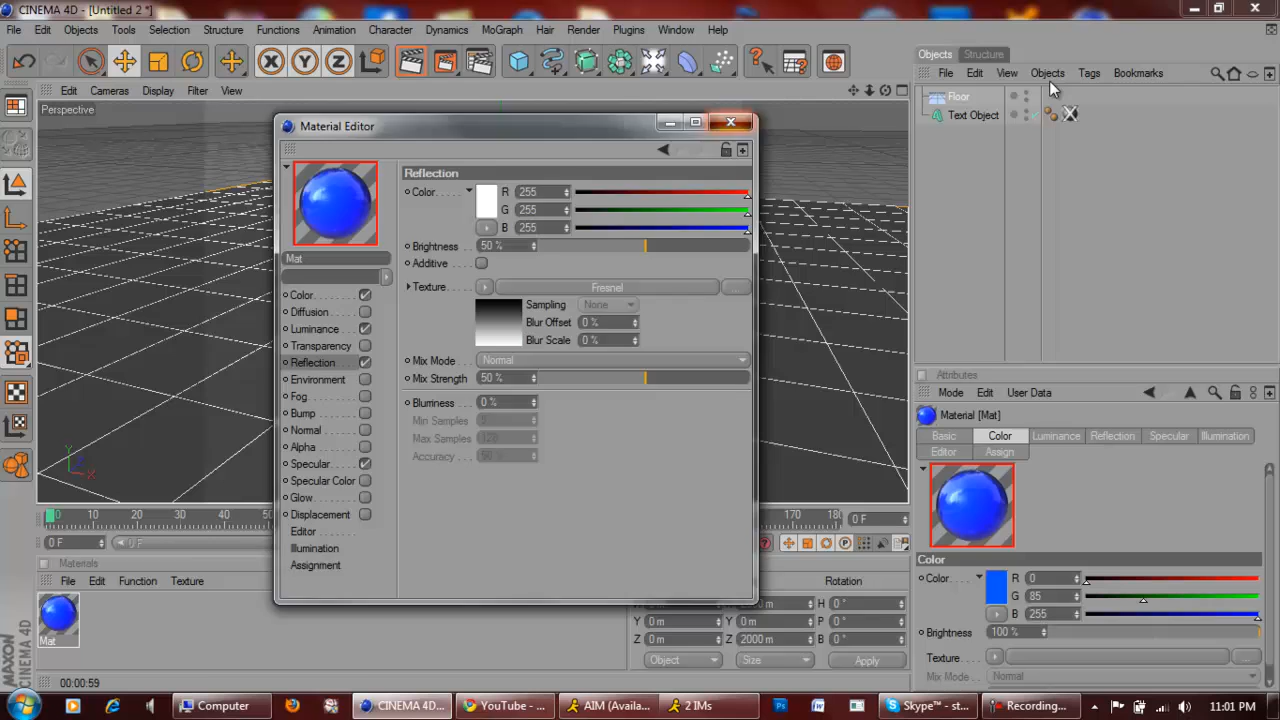 CINEMA 4D - [Untitled 2 *]
File Edit Objects Tools Selection Structure Functions Animation Character Dynamics MoGraph Hair Render Plugins Window Help
Edit Cameras Display Filter View
Perspective
Y
X
Material Editor
Mat
Color
Diffusion
Luminance
Transparency
Reflection
Environment
Fog
Bump
Normal
Alpha
Specular
Specular Color
Glow
Displacement
Editor
Illumination
Assignment
Reflection
Color R 255
G 255
B 255
Brightness 50 %
Additive
Texture Fresnel
Sampling None
Blur Offset 0 %
Blur Scale 0 %
Mix Mode Normal
Mix Strength 50 %
Blurriness 0 %
Min Samples 5
Max Samples 128
Accuracy 50 %
Objects Structure
File Edit View Objects Tags Bookmarks
Floor
Text Object
Attributes
Mode Edit User Data
Material [Mat]
Basic Color Luminance Reflection Specular Illumination
Editor Assign
Color
Color R 0
G 85
B 255
Brightness 100 %
Texture
Mix Mode Normal
0 10 20 30 40 50 170 18 0 F
0 F 0 F
Materials
File Edit Function Texture
Mat
Rotation
H 0 °
Y 0 m Y 0 m P 0 °
Z 0 m Z 2000 m B 0 °
Object Size Apply
MAXON
CINEMA 4D
00:00:59
Computer CINEMA 4D... YouTube - ... AIM (Availa... 2 IMs Skype™ - st... Recording... 11:01 PM